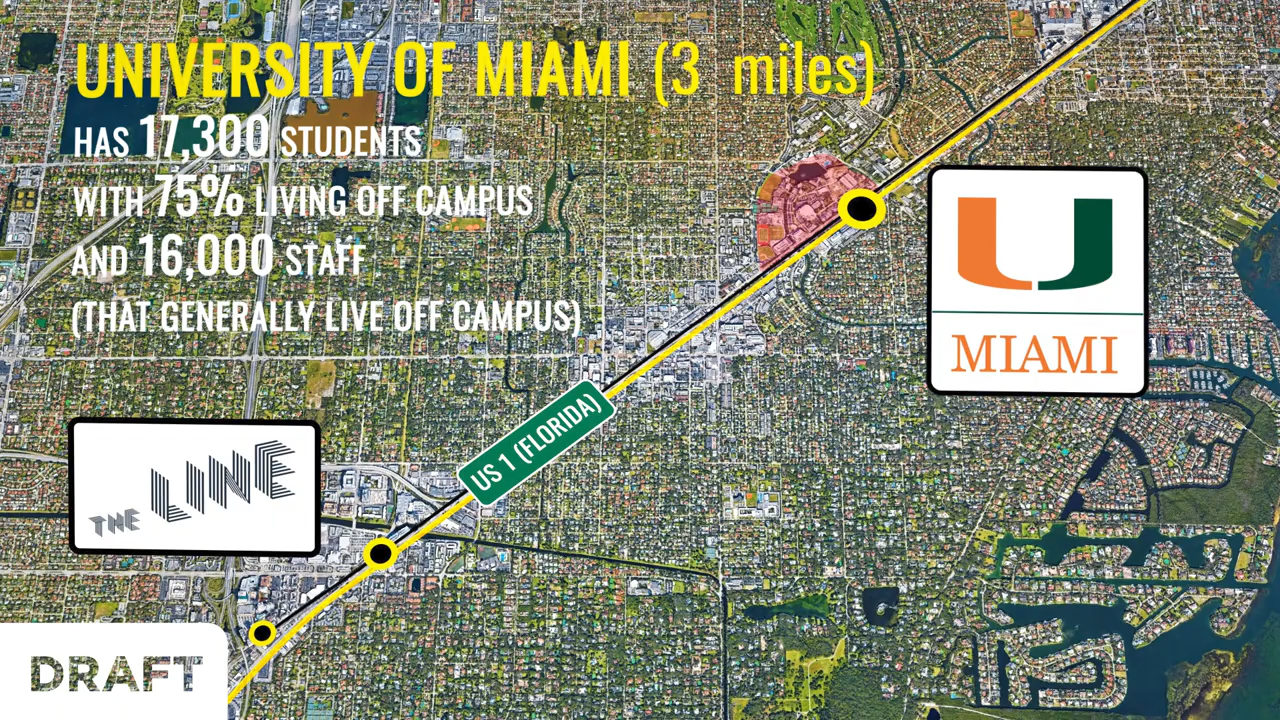 UNIVERSITY OF MIAMI (3 miles)
HAS 17,300 STUDENTS
WITH 75% LIVING OFF CAMPUS
AND 16,000 STAFF
(THAT GENERALLY LIVE OFF CAMPUS)
U
MIAMI
US 1 (FLORIDA)
THE LINE
DRAFT